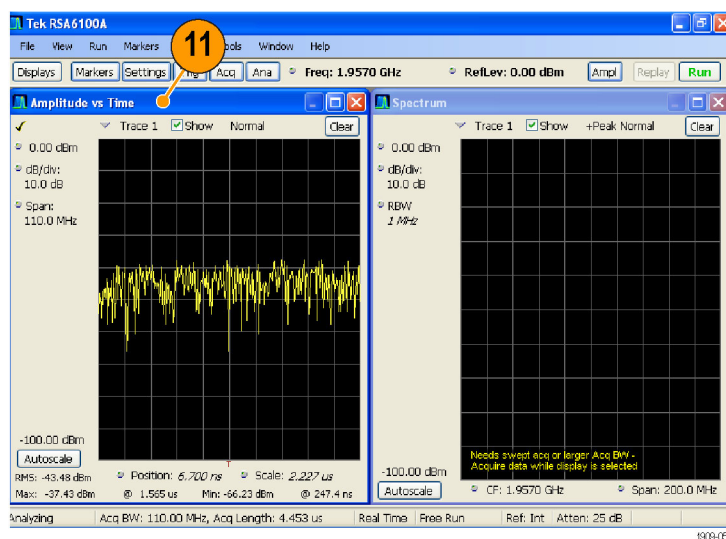 Tek RSA6100A
File View Run Markers ools Window Help
11
Displays Markers Settings Trig Acq Ana Freq: 1.9570 GHz RefLev: 0.00 dBm Ampl Replay Run
Amplitude vs Time
Trace 1 Show Normal Clear
0.00 dBm
dB/div:
10.0 dB
Span:
110.0 MHz
-100.00 dBm
Autoscale
Position: 6.700 ns Scale: 2.227 us
RMS: -43.48 dBm
Max: -37.43 dBm @ 1.565 us Min: -66.23 dBm @ 247.4 ns
Spectrum
Trace 1 Show +Peak Normal Clear
0.00 dBm
dB/div:
10.0 dB
RBW
1 MHz
Needs swept acq or larger Acq BW -
Acquire data while display is selected
-100.00 dBm
Autoscale CF: 1.9570 GHz Span: 200.0 MHz
Analyzing Acq BW: 110.00 MHz, Acq Length: 4.453 us Real Time Free Run Ref: Int Atten: 25 dB